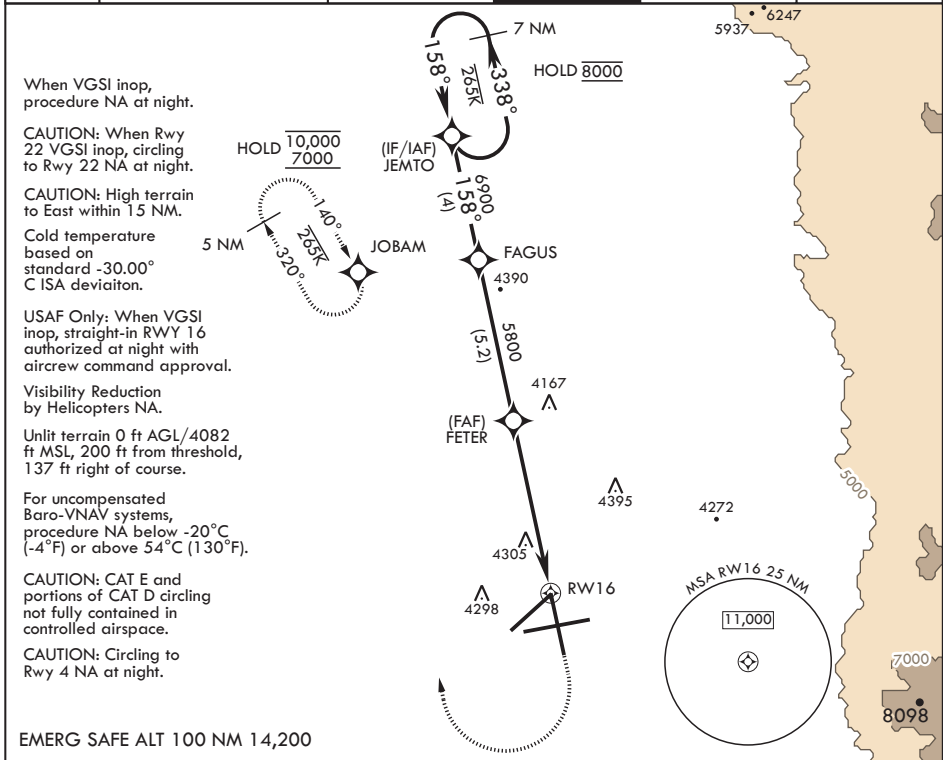 When VGSI inop,
procedure NA at night.
CAUTION: When Rwy
22 VGSI inop, circling
to Rwy 22 NA at night.
CAUTION: High terrain
to East within 15 NM.
Cold temperature
based on
standard -30.00°
C ISA deviaiton.
USAF Only: When VGSI
inop, straight-in RWY 16
authorized at night with
aircrew command approval.
Visibility Reduction
by Helicopters NA.
Unlit terrain 0 ft AGL/4082
ft MSL, 200 ft from threshold,
137 ft right of course.
For uncompensated
Baro-VNAV systems,
procedure NA below -20°C
(-4°F) or above 54°C (130°F).
CAUTION: CAT E and
portions of CAT D circling
not fully contained in
controlled airspace.
CAUTION: Circling to
Rwy 4 NA at night.
EMERG SAFE ALT 100 NM 14,200
7 NM
158°
265K
338°
HOLD 8000
(IF/IAF)
JEMTO
HOLD 10,000
7000
5 NM
140°
265K
320°
JOBAM
6900
158°
(4)
FAGUS
4390
5800
(5.2)
4167
(FAF)
FETER
4395
4272
4305
4298
RW16
MSA RW16 25 NM
11,000
5937
6247
5000
7000
8098